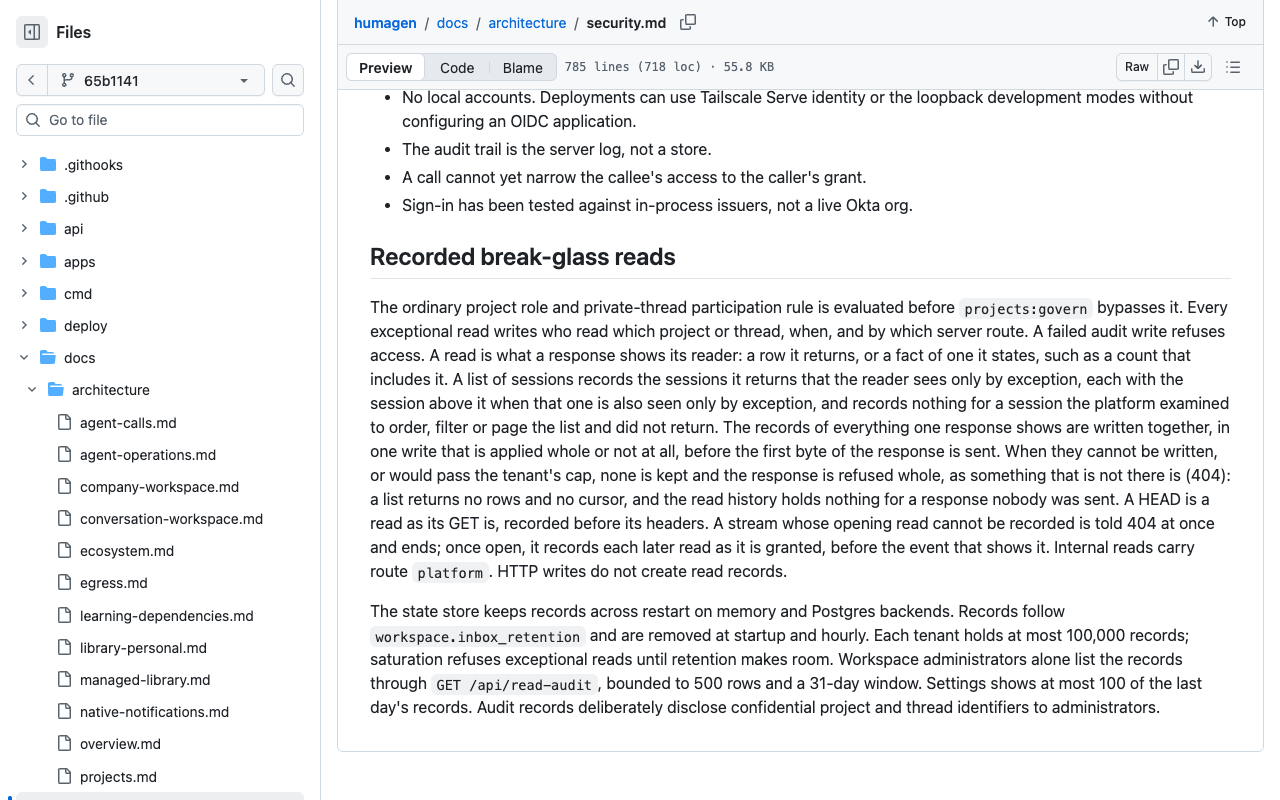 Files
humagen / docs / architecture / security.md
Top
65b1141
Preview
Code
Blame
785 lines (718 loc) · 55.8 KB
Raw
Go to file
.githooks
.github
api
apps
cmd
deploy
docs
architecture
agent-calls.md
agent-operations.md
company-workspace.md
conversation-workspace.md
ecosystem.md
egress.md
learning-dependencies.md
library-personal.md
managed-library.md
native-notifications.md
overview.md
projects.md
• No local accounts. Deployments can use Tailscale Serve identity or the loopback development modes without
configuring an OIDC application.
• The audit trail is the server log, not a store.
• A call cannot yet narrow the callee's access to the caller's grant.
• Sign-in has been tested against in-process issuers, not a live Okta org.
Recorded break-glass reads
The ordinary project role and private-thread participation rule is evaluated before projects:govern bypasses it. Every
exceptional read writes who read which project or thread, when, and by which server route. A failed audit write refuses
access. A read is what a response shows its reader: a row it returns, or a fact of one it states, such as a count that
includes it. A list of sessions records the sessions it returns that the reader sees only by exception, each with the
session above it when that one is also seen only by exception, and records nothing for a session the platform examined
to order, filter or page the list and did not return. The records of everything one response shows are written together, in
one write that is applied whole or not at all, before the first byte of the response is sent. When they cannot be written,
or would pass the tenant's cap, none is kept and the response is refused whole, as something that is not there is (404):
a list returns no rows and no cursor, and the read history holds nothing for a response nobody was sent. A HEAD is a
read as its GET is, recorded before its headers. A stream whose opening read cannot be recorded is told 404 at once
and ends; once open, it records each later read as it is granted, before the event that shows it. Internal reads carry
route platform. HTTP writes do not create read records.
The state store keeps records across restart on memory and Postgres backends. Records follow
workspace.inbox_retention and are removed at startup and hourly. Each tenant holds at most 100,000 records;
saturation refuses exceptional reads until retention makes room. Workspace administrators alone list the records
through GET /api/read-audit, bounded to 500 rows and a 31-day window. Settings shows at most 100 of the last
day's records. Audit records deliberately disclose confidential project and thread identifiers to administrators.